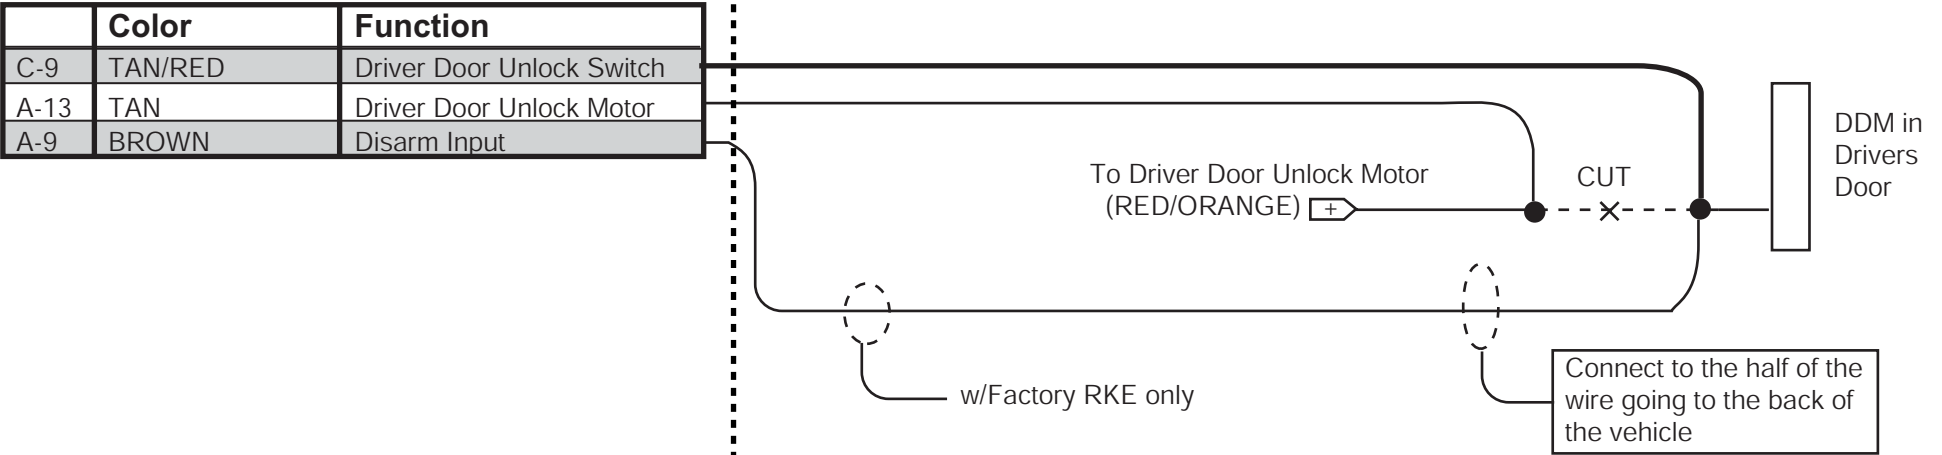 Color Function
C-9 TAN/RED Driver Door Unlock Switch
A-13 TAN Driver Door Unlock Motor
A-9 BROWN Disarm Input
To Driver Door Unlock Motor
(RED/ORANGE) +
CUT
DDM in
Drivers
Door
w/Factory RKE only
Connect to the half of the
wire going to the back of
the vehicle